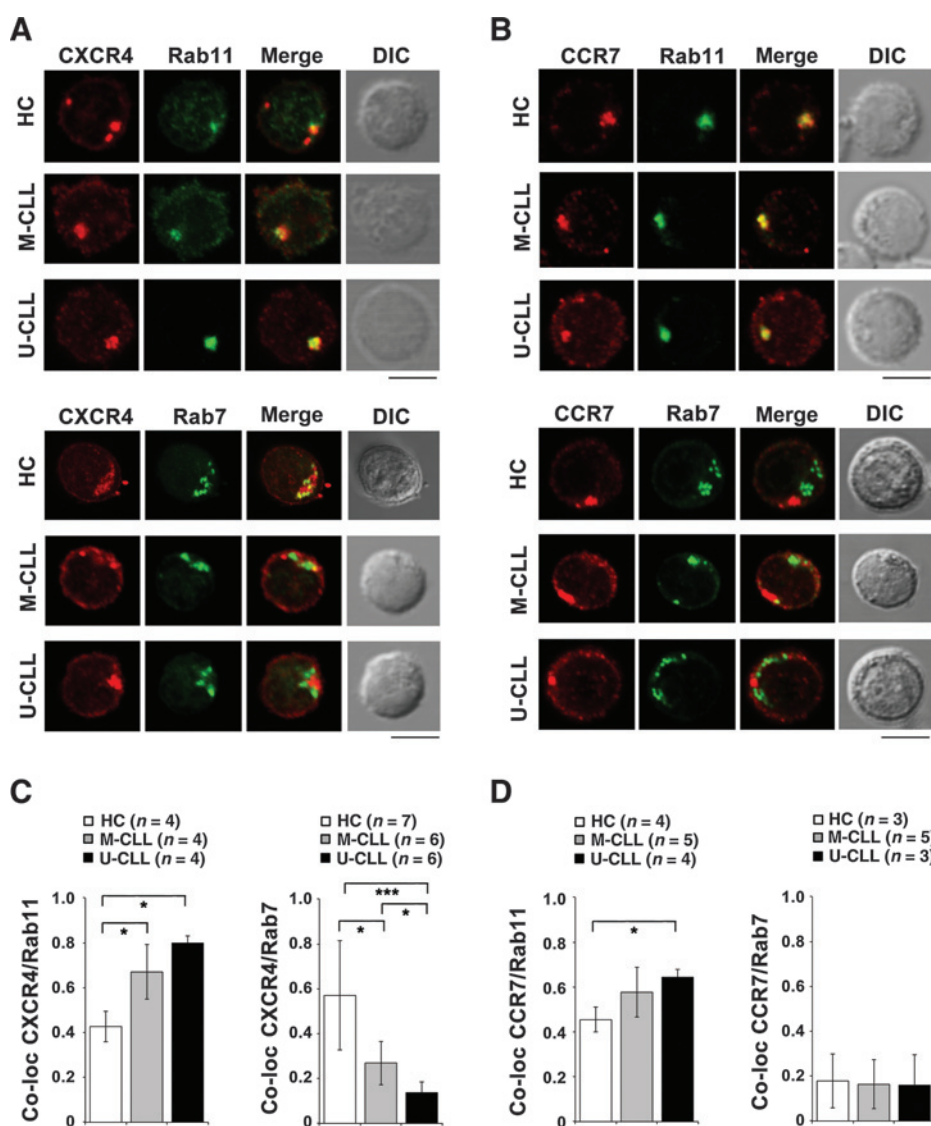 A
CXCR4 Rab11 Merge DIC
HC
M-CLL
U-CLL
CXCR4 Rab7 Merge DIC
HC
M-CLL
U-CLL
B
CCR7 Rab11 Merge DIC
HC
M-CLL
U-CLL
CCR7 Rab7 Merge DIC
HC
M-CLL
U-CLL
C
HC (n = 4)
M-CLL (n = 4)
U-CLL (n = 4)
Co-loc CXCR4/Rab11
1.0
0.8
0.6
0.4
0.2
0
*
*
HC (n = 7)
M-CLL (n = 6)
U-CLL (n = 6)
Co-loc CXCR4/Rab7
1.0
0.8
0.6
0.4
0.2
0
***
*
*
D
HC (n = 4)
M-CLL (n = 5)
U-CLL (n = 4)
Co-loc CCR7/Rab11
1.0
0.8
0.6
0.4
0.2
0
*
HC (n = 3)
M-CLL (n = 5)
U-CLL (n = 3)
Co-loc CCR7/Rab7
1.0
0.8
0.6
0.4
0.2
0